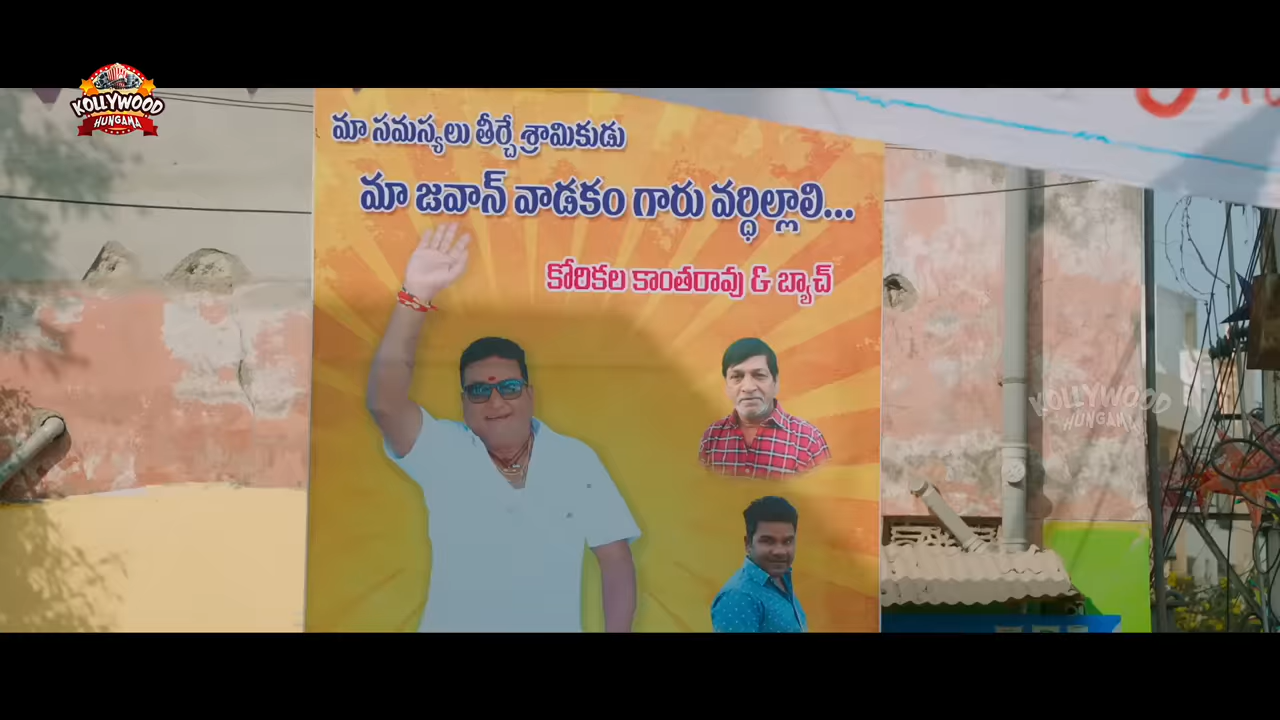 KOLLYWOOD
HUNGAMA
మా సమస్యలు తీర్చే శ్రామికుడు
మా జవాన్ వాడకం గారు వర్ధిల్లాలి...
కోరికల కాంతరావు & బ్యాచ్
KOLLYWOOD
HUNGAMA